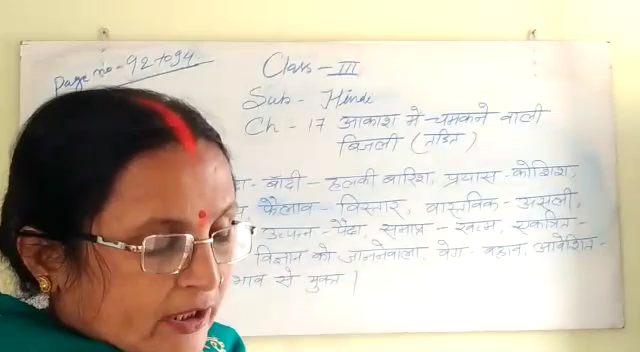 Page no - 92 to 94
Class - III
Sub - Hindi
Ch - 17 आकाश में चमकने वाली
बिजली (तड़ित)
बाँदी - हलकी बारिश, प्रयास - कोशिश,
फैलाव - विस्तार, वास्तविक - असली,
उत्पन्न - पैदा, समाप्त - खत्म, एकत्रित -
विज्ञान को जाननेवाला, वेग - बहाव, आवेशित -
भाव से युक्त।